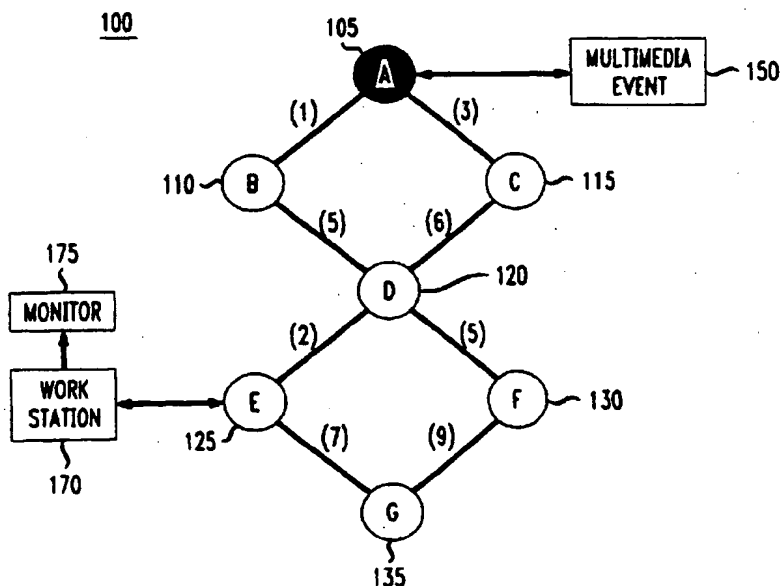 100
105
A
MULTIMEDIA
EVENT
150
(1)
(3)
110
B
C
115
(5)
(6)
175
MONITOR
D
120
(2)
(5)
WORK
STATION
E
F
130
125
170
(7)
(9)
G
135